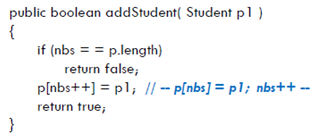 public boolean addStudent( Student p1 )
{
if (nbs = = p.length)
return false;
p[nbs++] = p1; // -- p[nbs] = p1; nbs++ --
return true;
}